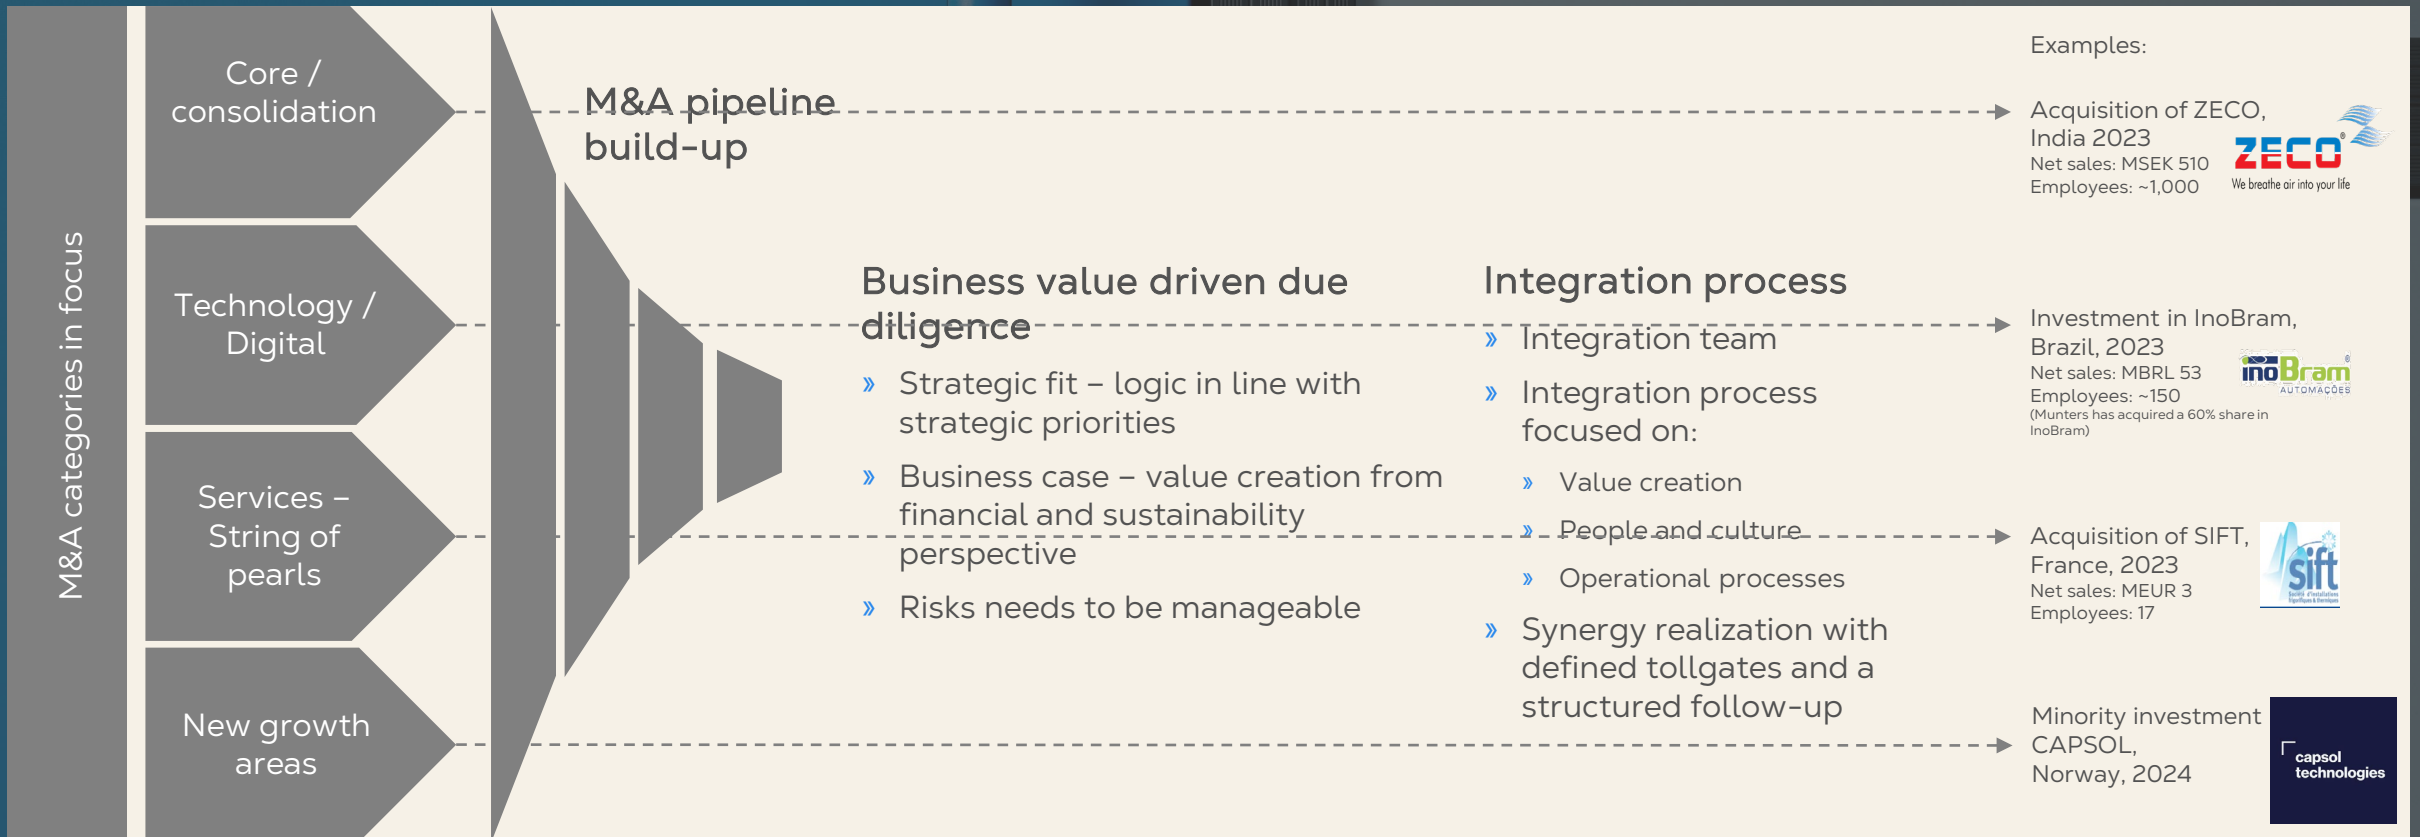 M&A categories in focus
Core /
consolidation
Technology /
Digital
Services –
String of
pearls
New growth
areas
M&A pipeline
build-up
Business value driven due
diligence
» Strategic fit – logic in line with
strategic priorities
» Business case – value creation from
financial and sustainability
perspective
» Risks needs to be manageable
Integration process
» Integration team
» Integration process
focused on:
» Value creation
» People and culture
» Operational processes
» Synergy realization with
defined tollgates and a
structured follow-up
Examples:
Acquisition of ZECO,
India 2023
Net sales: MSEK 510
Employees: ~1,000
ZECO®
We breathe air into your life
Investment in InoBram,
Brazil, 2023
Net sales: MBRL 53
Employees: ~150
(Munters has acquired a 60% share in
InoBram)
inoBram®
AUTOMAÇÕES
Acquisition of SIFT,
France, 2023
Net sales: MEUR 3
Employees: 17
Sift
Société d'installations
frigorifiques & thermiques
Minority investment
CAPSOL,
Norway, 2024
capsol
technologies